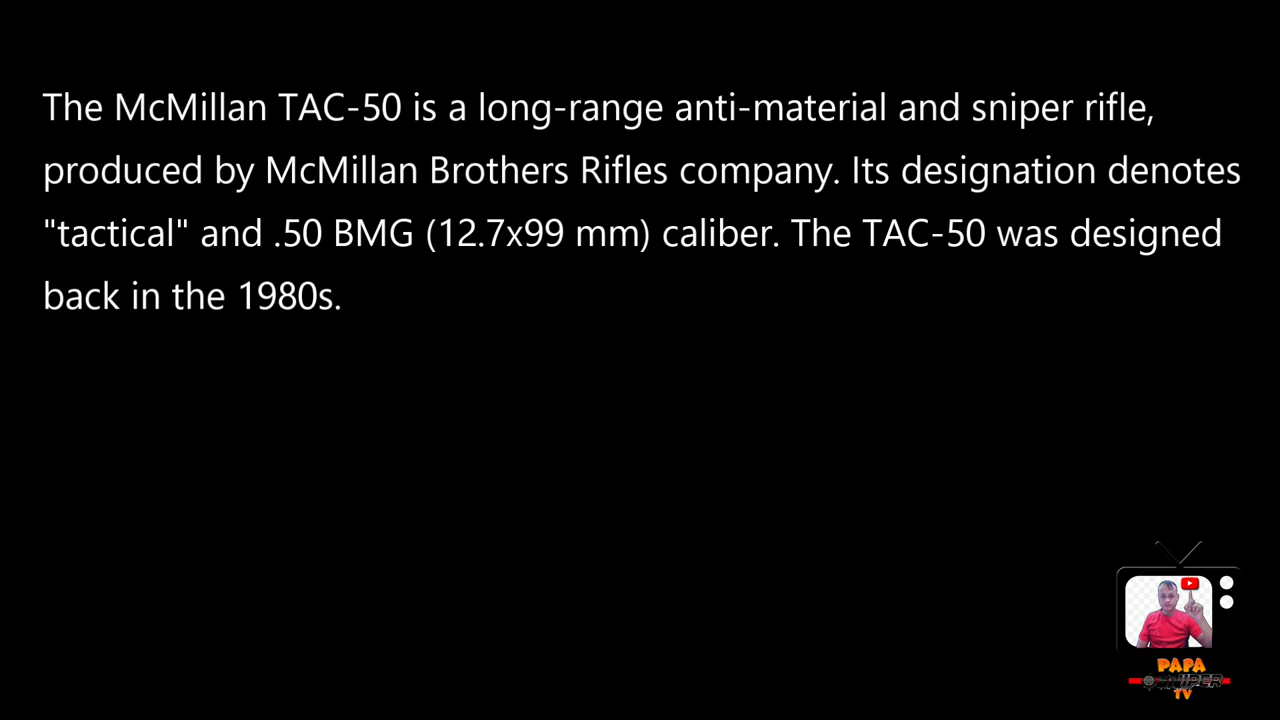 The McMillan TAC-50 is a long-range anti-material and sniper rifle,
produced by McMillan Brothers Rifles company. Its designation denotes
"tactical" and .50 BMG (12.7x99 mm) caliber. The TAC-50 was designed
back in the 1980s.
PAPA
SNIPER
TV